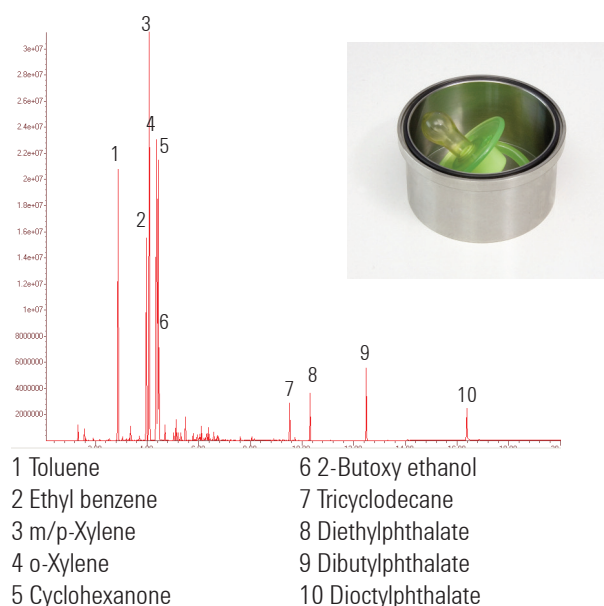 3
3e+07
2.8e+07
2.6e+07
2.4e+07
4
2.2e+07
5
1
2e+07
1.8e+07
2
1.6e+07
1.4e+07
1.2e+07
1e+07
6
8000000
9
6000000
4000000
7
8
10
2000000
1 Toluene
2 Ethyl benzene
3 m/p-Xylene
4 o-Xylene
5 Cyclohexanone
6 2-Butoxy ethanol
7 Tricyclodecane
8 Diethylphthalate
9 Dibutylphthalate
10 Dioctylphthalate